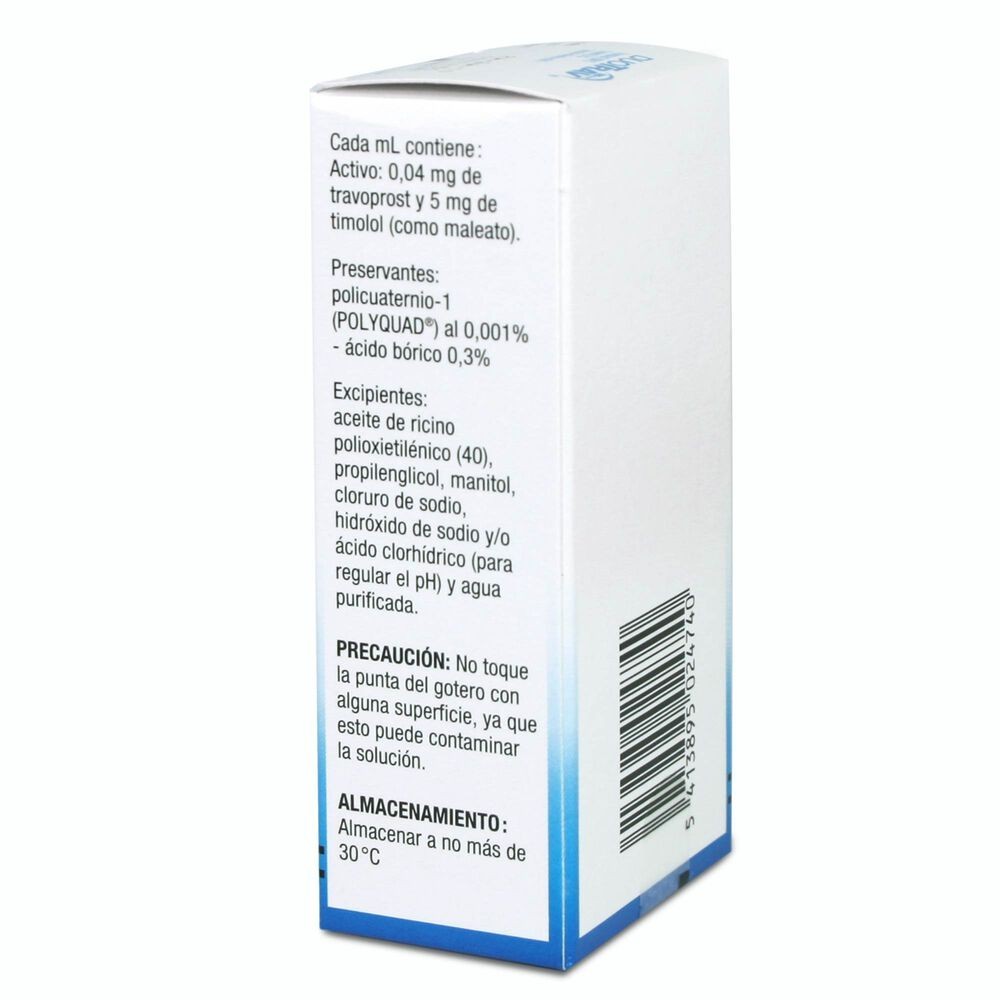 DUOTRAV
Cada mL contiene:
Activo: 0,04 mg de
travoprost y 5 mg de
timolol (como maleato).
Preservantes:
policuaternio-1
(POLYQUAD®) al 0,001%
- ácido bórico 0,3%
Excipientes:
aceite de ricino
polioxietilénico (40),
propilenglicol, manitol,
cloruro de sodio,
hidróxido de sodio y/o
ácido clorhídrico (para
regular el pH) y agua
purificada.
PRECAUCIÓN: No toque
la punta del gotero con
alguna superficie, ya que
esto puede contaminar
la solución.
ALMACENAMIENTO:
Almacenar a no más de
30°C
5 413895 024740